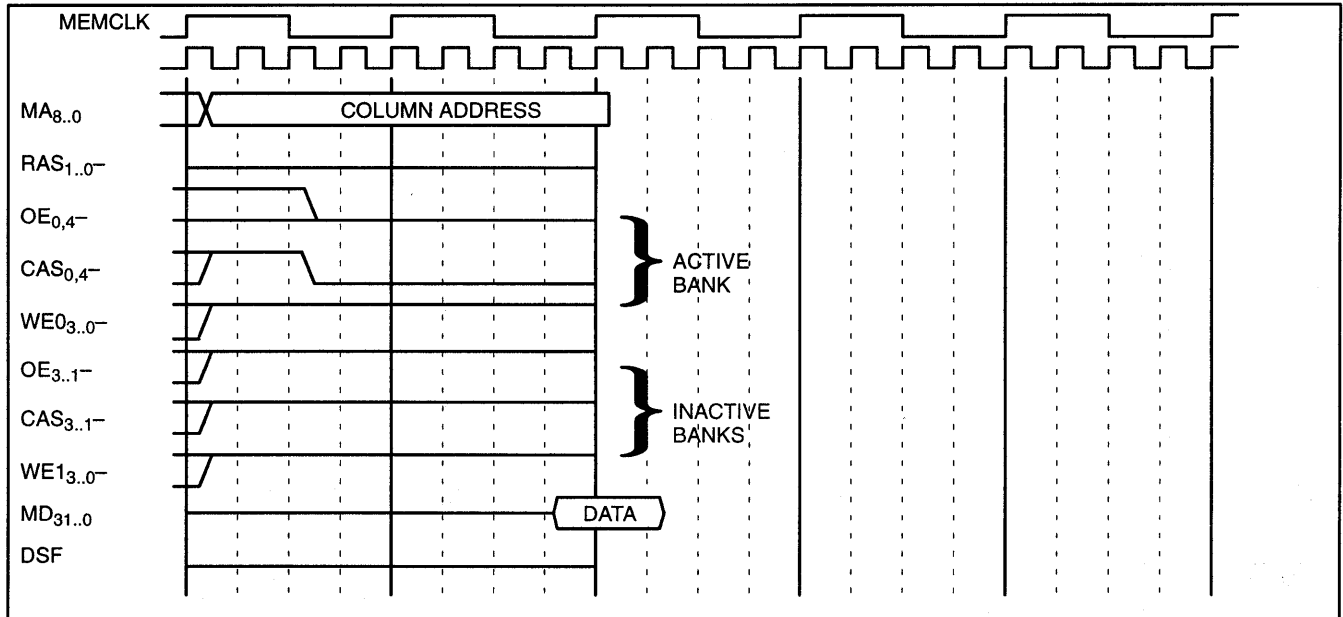 MEMCLK
MA8..0
COLUMN ADDRESS
RAS1..0–
OE0,4–
CAS0,4–
ACTIVE
BANK
WE03..0–
OE3..1–
CAS3..1–
INACTIVE
BANKS
WE13..0–
MD31..0
DATA
DSF